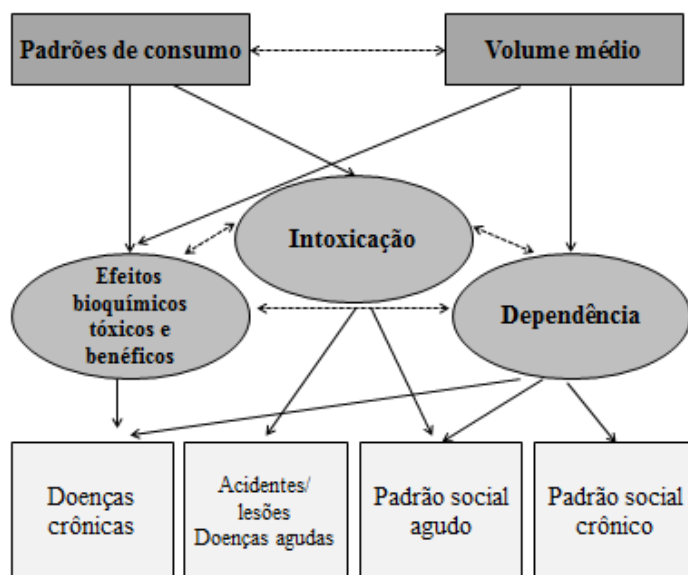 Padrões de consumo
Volume médio
Intoxicação
Efeitos
bioquímicos
tóxicos e
benéficos
Dependência
Doenças
crônicas
Acidentes/
lesões
Doenças agudas
Padrão social
agudo
Padrão social
crônico